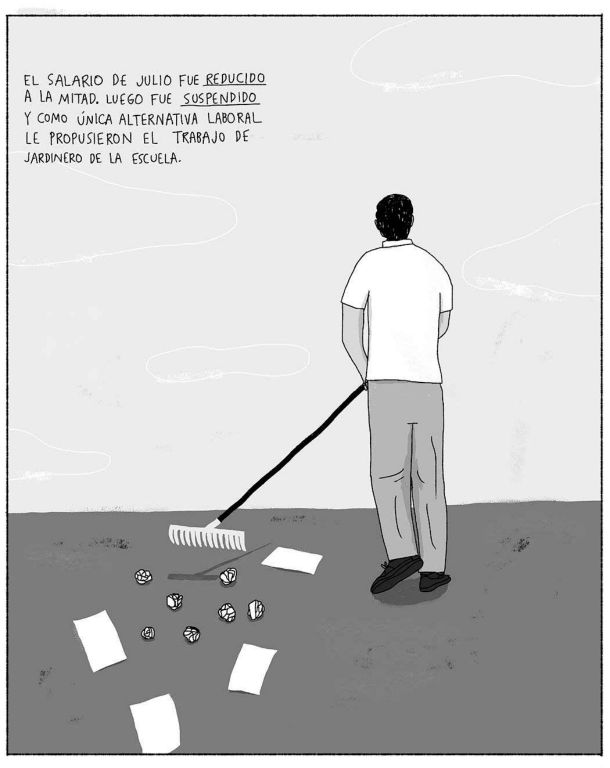 EL SALARIO DE JULIO FUE REDUCIDO
A LA MITAD. LUEGO FUE SUSPENDIDO
Y COMO ÚNICA ALTERNATIVA LABORAL
LE PROPUSIERON EL TRABAJO DE
JARDINERO DE LA ESCUELA.